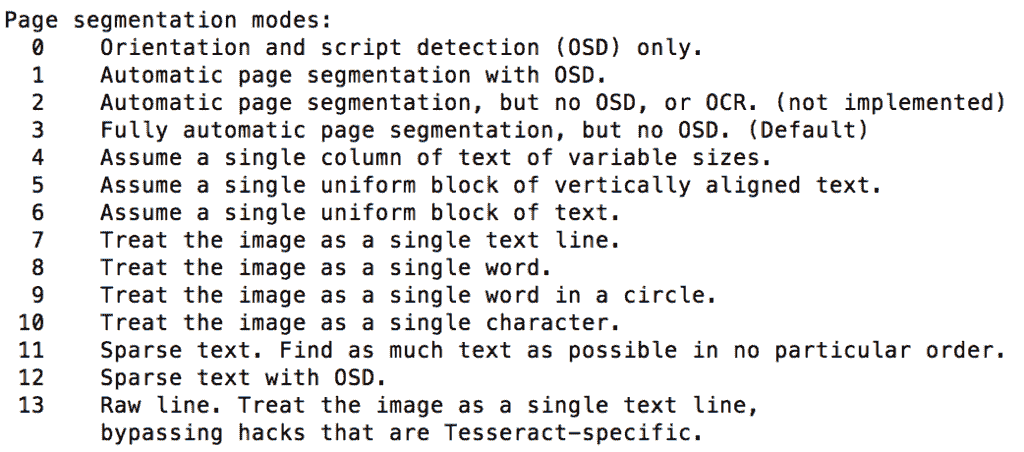 Page segmentation modes:
  0    Orientation and script detection (OSD) only.
  1    Automatic page segmentation with OSD.
  2    Automatic page segmentation, but no OSD, or OCR. (not implemented)
  3    Fully automatic page segmentation, but no OSD. (Default)
  4    Assume a single column of text of variable sizes.
  5    Assume a single uniform block of vertically aligned text.
  6    Assume a single uniform block of text.
  7    Treat the image as a single text line.
  8    Treat the image as a single word.
  9    Treat the image as a single word in a circle.
 10    Treat the image as a single character.
 11    Sparse text. Find as much text as possible in no particular order.
 12    Sparse text with OSD.
 13    Raw line. Treat the image as a single text line,
       bypassing hacks that are Tesseract-specific.